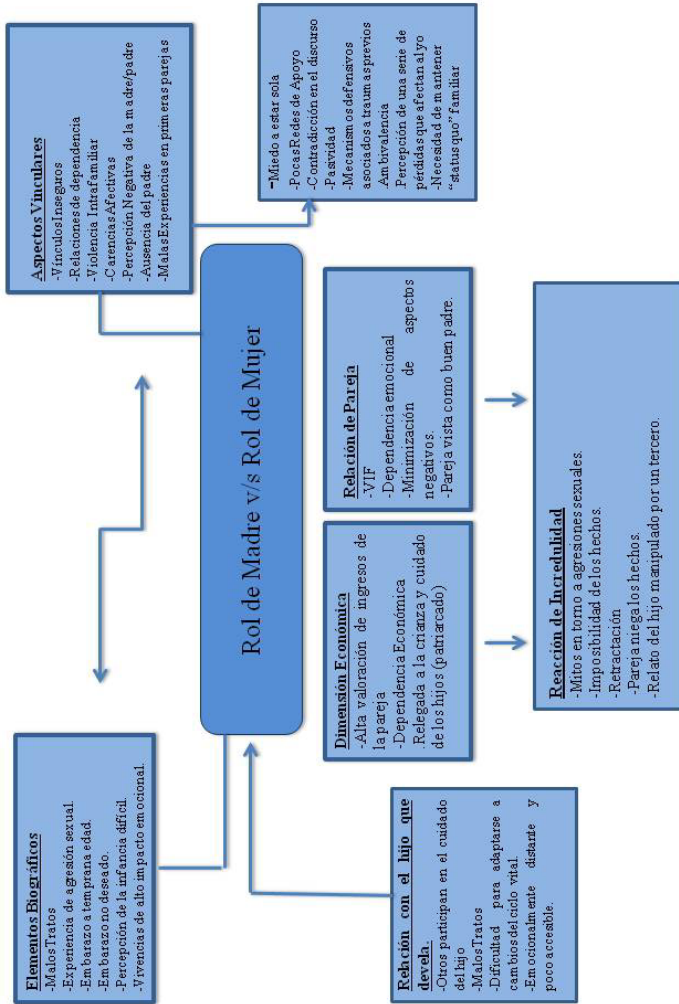 Elementos Biográficos
-Malos Tratos
-Experiencia de agresión sexual.
-Embarazo a temprana edad.
-Embarazo no deseado.
-Percepción de la infancia difícil.
-Vivencias de alto impacto emocional.
Aspectos Vinculares
-Vínculos Inseguros
-Relaciones de dependencia
-Violencia Intrafamiliar
-Carencias Afectivas
-Percepción Negativa de la madre/padre
-Ausencia del padre
-Malas Experiencias en primeras parejas
Rol de Madre v/s Rol de Mujer
-Miedo a estar sola
-Pocas Redes de Apoyo
-Contradicción en el discurso
-Pasividad
-Mecanismos defensivos
asociados a traumas previos
.Ambivalencia
.Percepción de una serie de
pérdidas que afectan al yo
-Necesidad de mantener
“status quo” familiar
Relación con el hijo que
devela.
-Otros participan en el cuidado
del hijo
-Malos Tratos
-Dificultad para adaptarse a
cambios del ciclo vital.
-Emocionalmente distante y
poco accesible.
Dimensión Económica
-Alta valoración de ingresos de
la pareja
-Dependencia Económica
.Relegada a la crianza y cuidado
de los hijos (patriarcado)
Relación de Pareja
-VIF
-Dependencia emocional
-Minimización de aspectos
negativos.
-Pareja vista como buen padre.
Reacción de Incredulidad
-Mitos en torno a agresiones sexuales.
-Imposibilidad de los hechos.
-Retractación
-Pareja niega los hechos.
-Relato del hijo manipulado por un tercero.